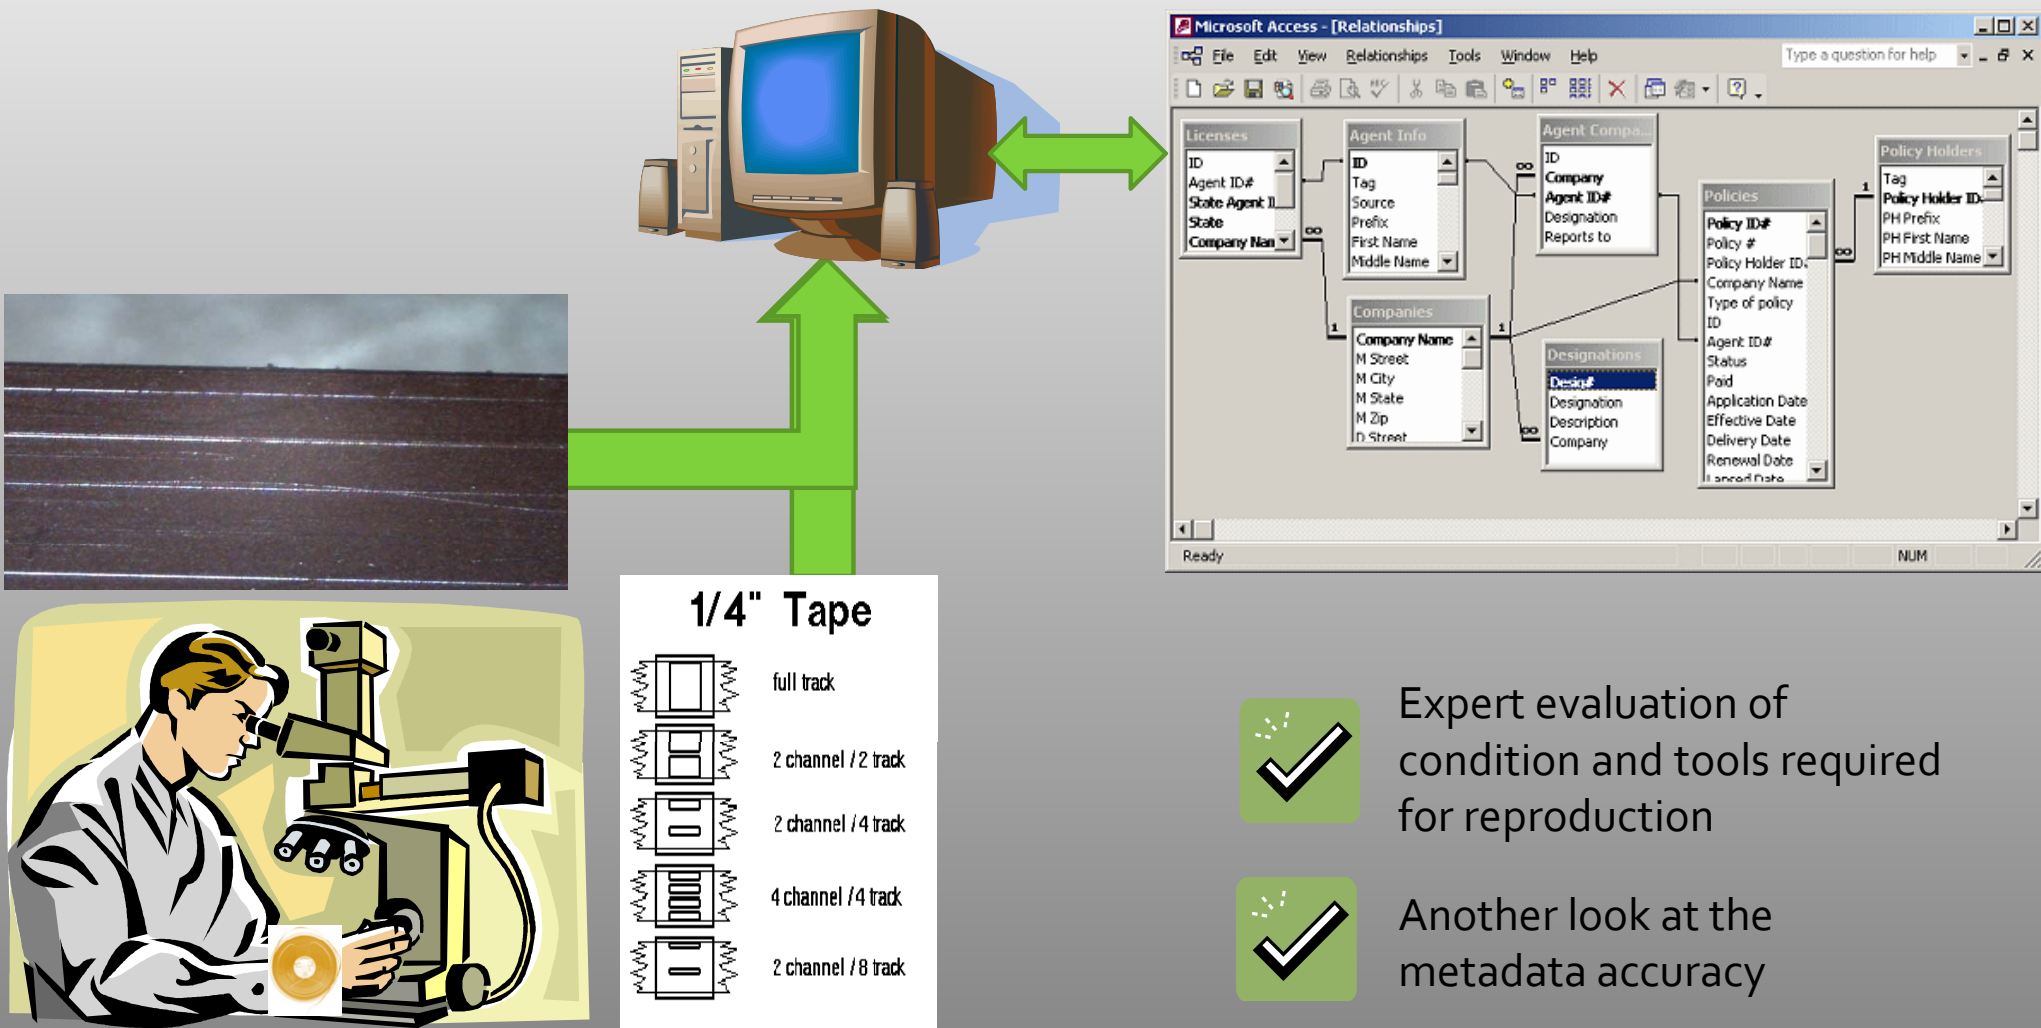 Microsoft Access - [Relationships]
File Edit View Relationships Tools Window Help
Type a question for help
Licenses
ID
Agent ID#
State Agent I
State
Company Nan
Agent Info
ID
Tag
Source
Prefix
First Name
Middle Name
Agent Compa...
ID
Company
Agent ID#
Designation
Reports to
Policies
Policy ID#
Policy #
Policy Holder ID
Company Name
Type of policy
ID
Agent ID#
Status
Paid
Application Date
Effective Date
Delivery Date
Renewal Date
Lapsed Date
Policy Holders
Tag
Policy Holder ID
PH Prefix
PH First Name
PH Middle Name
Companies
Company Name
M Street
M City
M State
M Zip
D Street
Designations
Desig#
Designation
Description
Company
1
∞
1
∞
∞
∞
1
Ready
NUM
1/4" Tape
full track
2 channel / 2 track
2 channel / 4 track
4 channel / 4 track
2 channel / 8 track
Expert evaluation of
condition and tools required
for reproduction
Another look at the
metadata accuracy